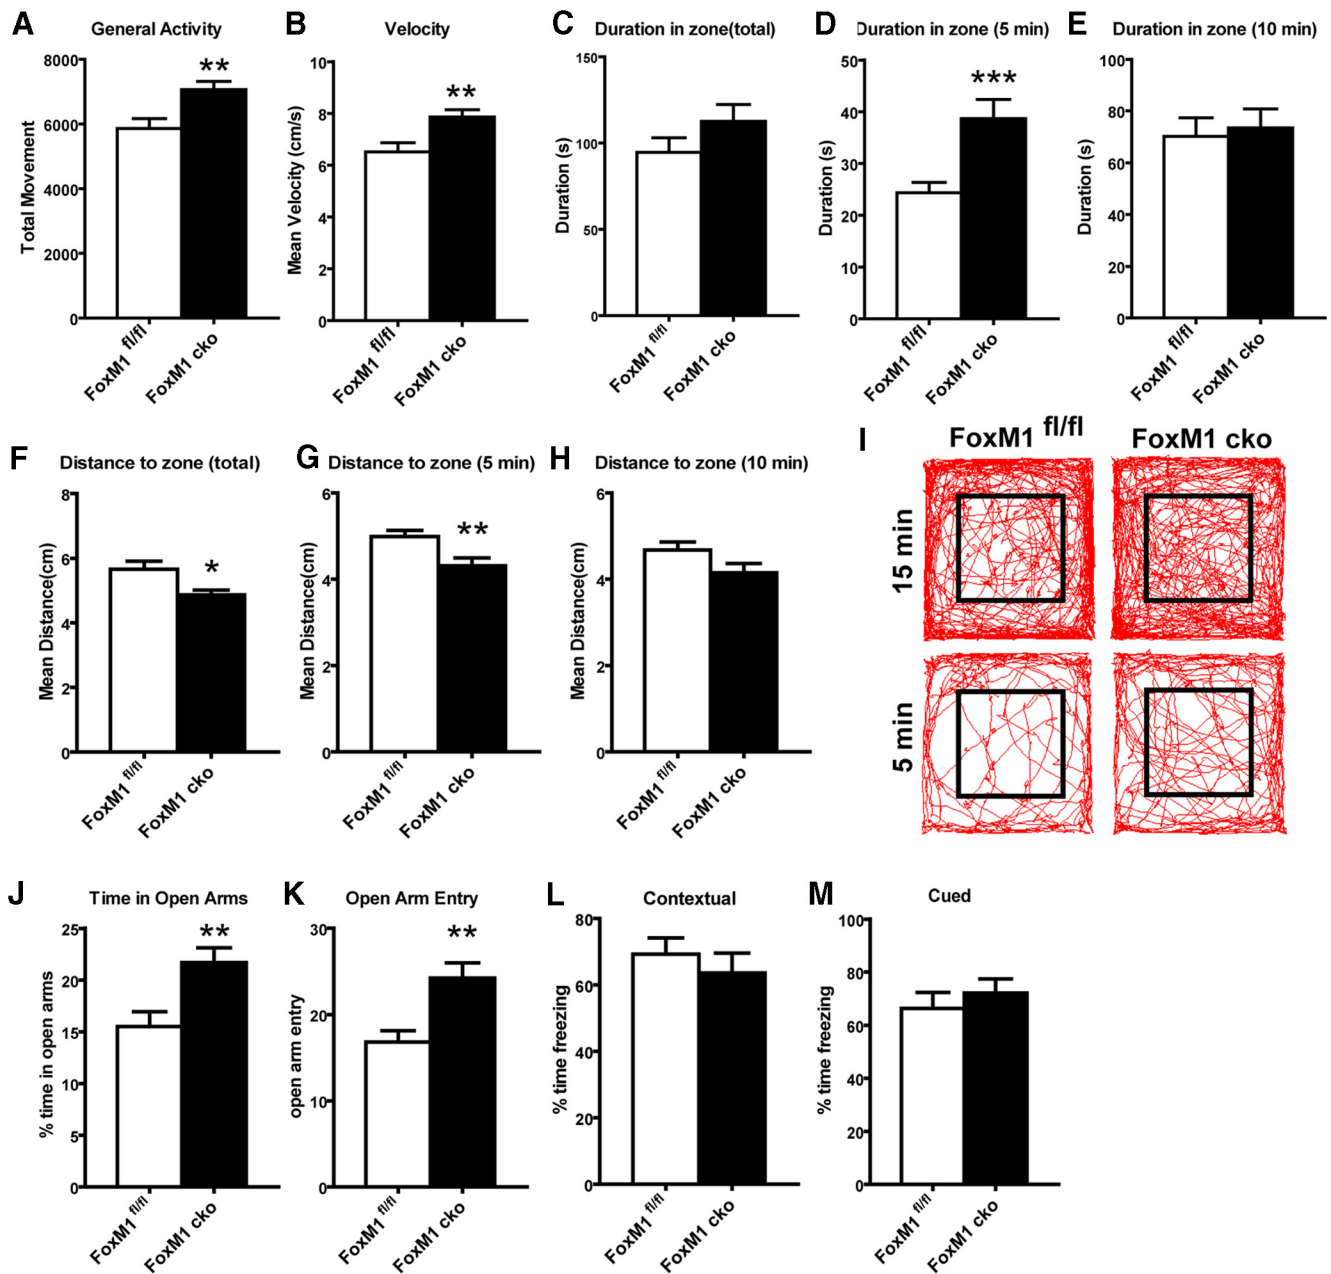 A General Activity
8000
6000
4000
2000
0
Total Movement
**
FoxM1 fl/fl
FoxM1 cko
B Velocity
10
8
6
4
2
0
Mean Velocity (cm/s)
**
FoxM1 fl/fl
FoxM1 cko
C Duration in zone(total)
150
100
50
0
Duration (s)
FoxM1 fl/fl
FoxM1 cko
D Duration in zone (5 min)
50
40
30
20
10
0
Duration (s)
***
FoxM1 fl/fl
FoxM1 cko
E Duration in zone (10 min)
100
80
60
40
20
0
Duration (s)
FoxM1 fl/fl
FoxM1 cko
F Distance to zone (total)
8
6
4
2
0
Mean Distance(cm)
*
FoxM1 fl/fl
FoxM1 cko
G Distance to zone (5 min)
6
4
2
0
Mean Distance(cm)
**
FoxM1 fl/fl
FoxM1 cko
H Distance to zone (10 min)
6
4
2
0
Mean Distance(cm)
FoxM1 fl/fl
FoxM1 cko
I FoxM1 fl/fl FoxM1 cko
15 min
5 min
J Time in Open Arms
25
20
15
10
5
0
% time in open arms
**
FoxM1 fl/fl
FoxM1 cko
K Open Arm Entry
30
20
10
0
open arm entry
**
FoxM1 fl/fl
FoxM1 cko
L Contextual
80
60
40
20
0
% time freezing
FoxM1 fl/fl
FoxM1 cko
M Cued
100
80
60
40
20
0
% time freezing
FoxM1 fl/fl
FoxM1 cko